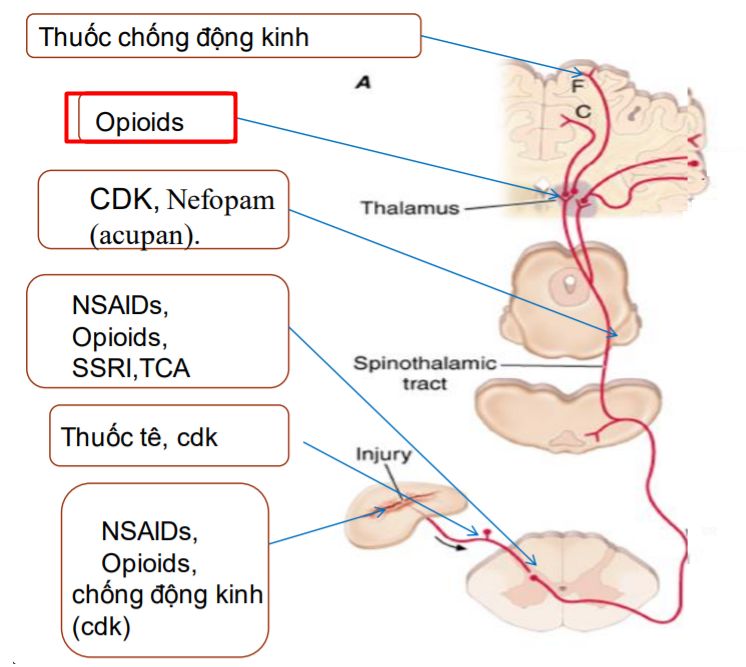 Thuốc chống động kinh
A
F
Opioids
C
CDK, Nefopam
(acupan).
Thalamus
NSAIDs,
Opioids,
SSRI,TCA
Spinothalamic
tract
Thuốc tê, cdk
Injury
NSAIDs,
Opioids,
chống động kinh
(cdk)